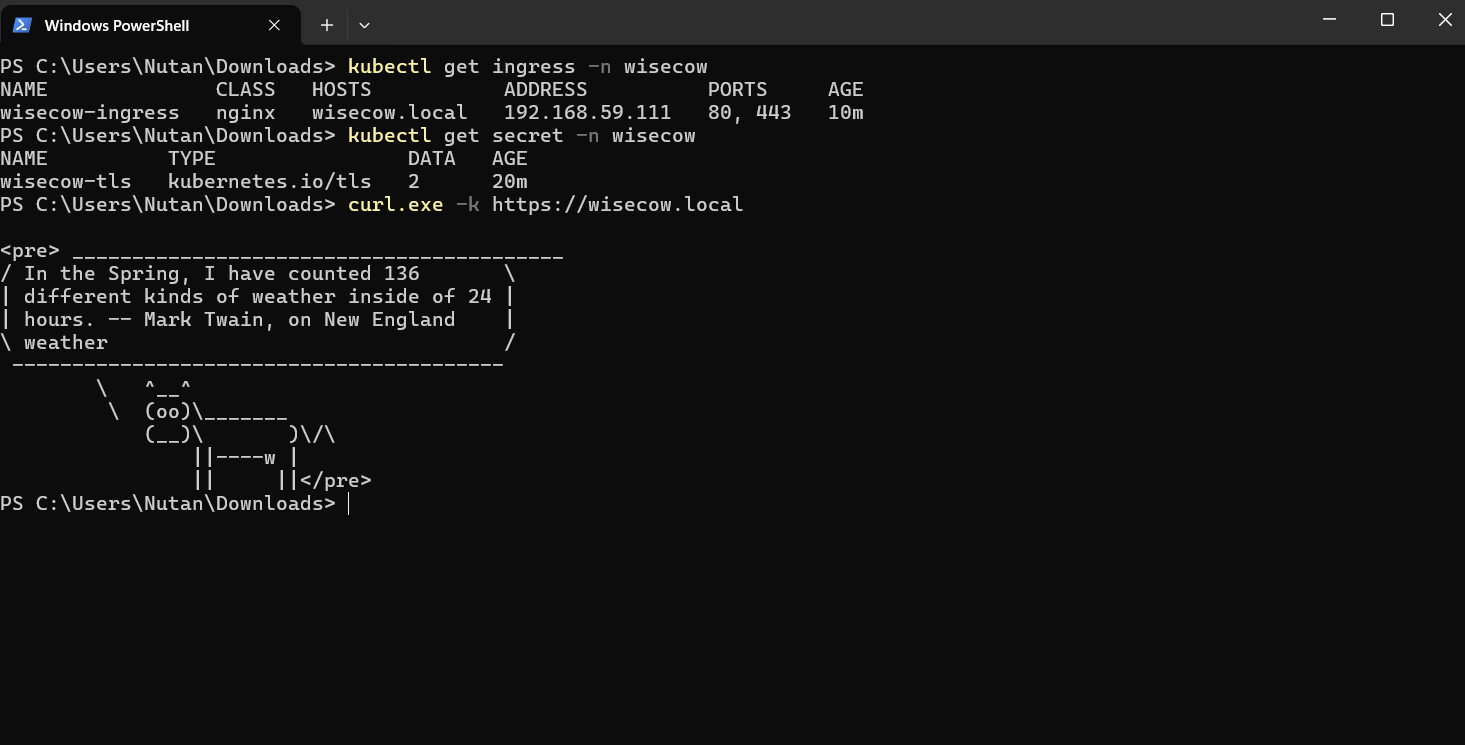 Windows PowerShell
PS C:\Users\Nutan\Downloads> kubectl get ingress -n wisecow
NAME              CLASS   HOSTS           ADDRESS          PORTS     AGE
wisecow-ingress   nginx   wisecow.local   192.168.59.111   80, 443   10m
PS C:\Users\Nutan\Downloads> kubectl get secret -n wisecow
NAME          TYPE                DATA   AGE
wisecow-tls   kubernetes.io/tls   2      20m
PS C:\Users\Nutan\Downloads> curl.exe -k https://wisecow.local
<pre> _________________________________________
/ In the Spring, I have counted 136       \
| different kinds of weather inside of 24 |
| hours. -- Mark Twain, on New England    |
\ weather                                 /
 -----------------------------------------
        \   ^__^
         \  (oo)\_______
            (__)\       )\/\
                ||----w |
                ||     ||</pre>
PS C:\Users\Nutan\Downloads>